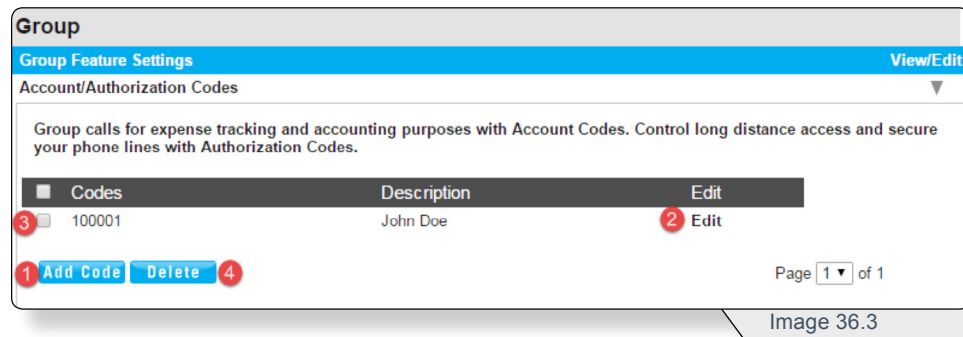 Group
Group Feature Settings View/Edit
Account/Authorization Codes ▼
Group calls for expense tracking and accounting purposes with Account Codes. Control long distance access and secure
your phone lines with Authorization Codes.
Codes Description Edit
3 100001 John Doe 2 Edit
1 Add Code Delete 4 Page 1 ▼ of 1
Image 36.3